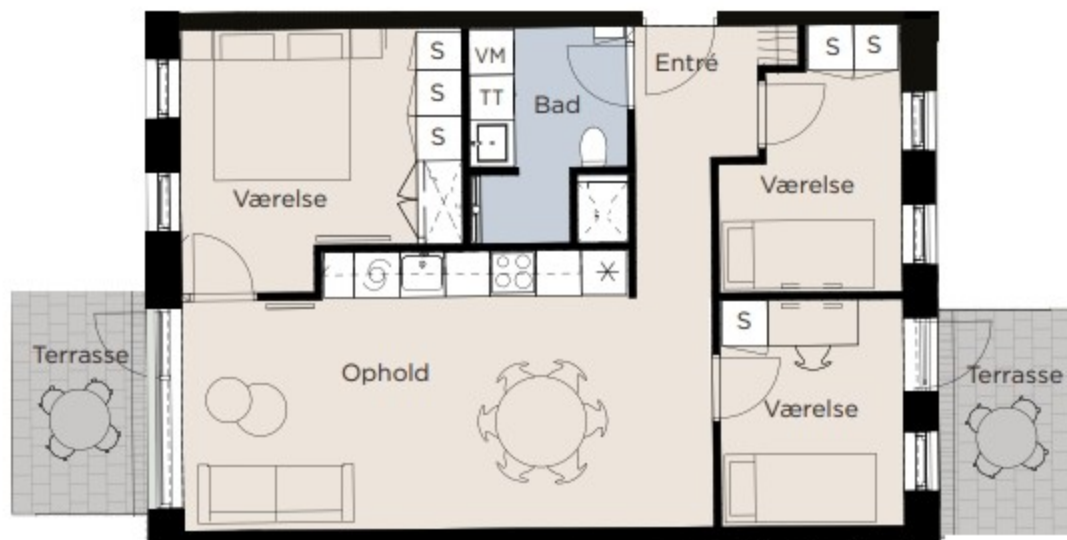 S
VM
Entré
S S
S
TT
Bad
S
Værelse
Værelse
S
Terrasse
Ophold
Terrasse
Værelse